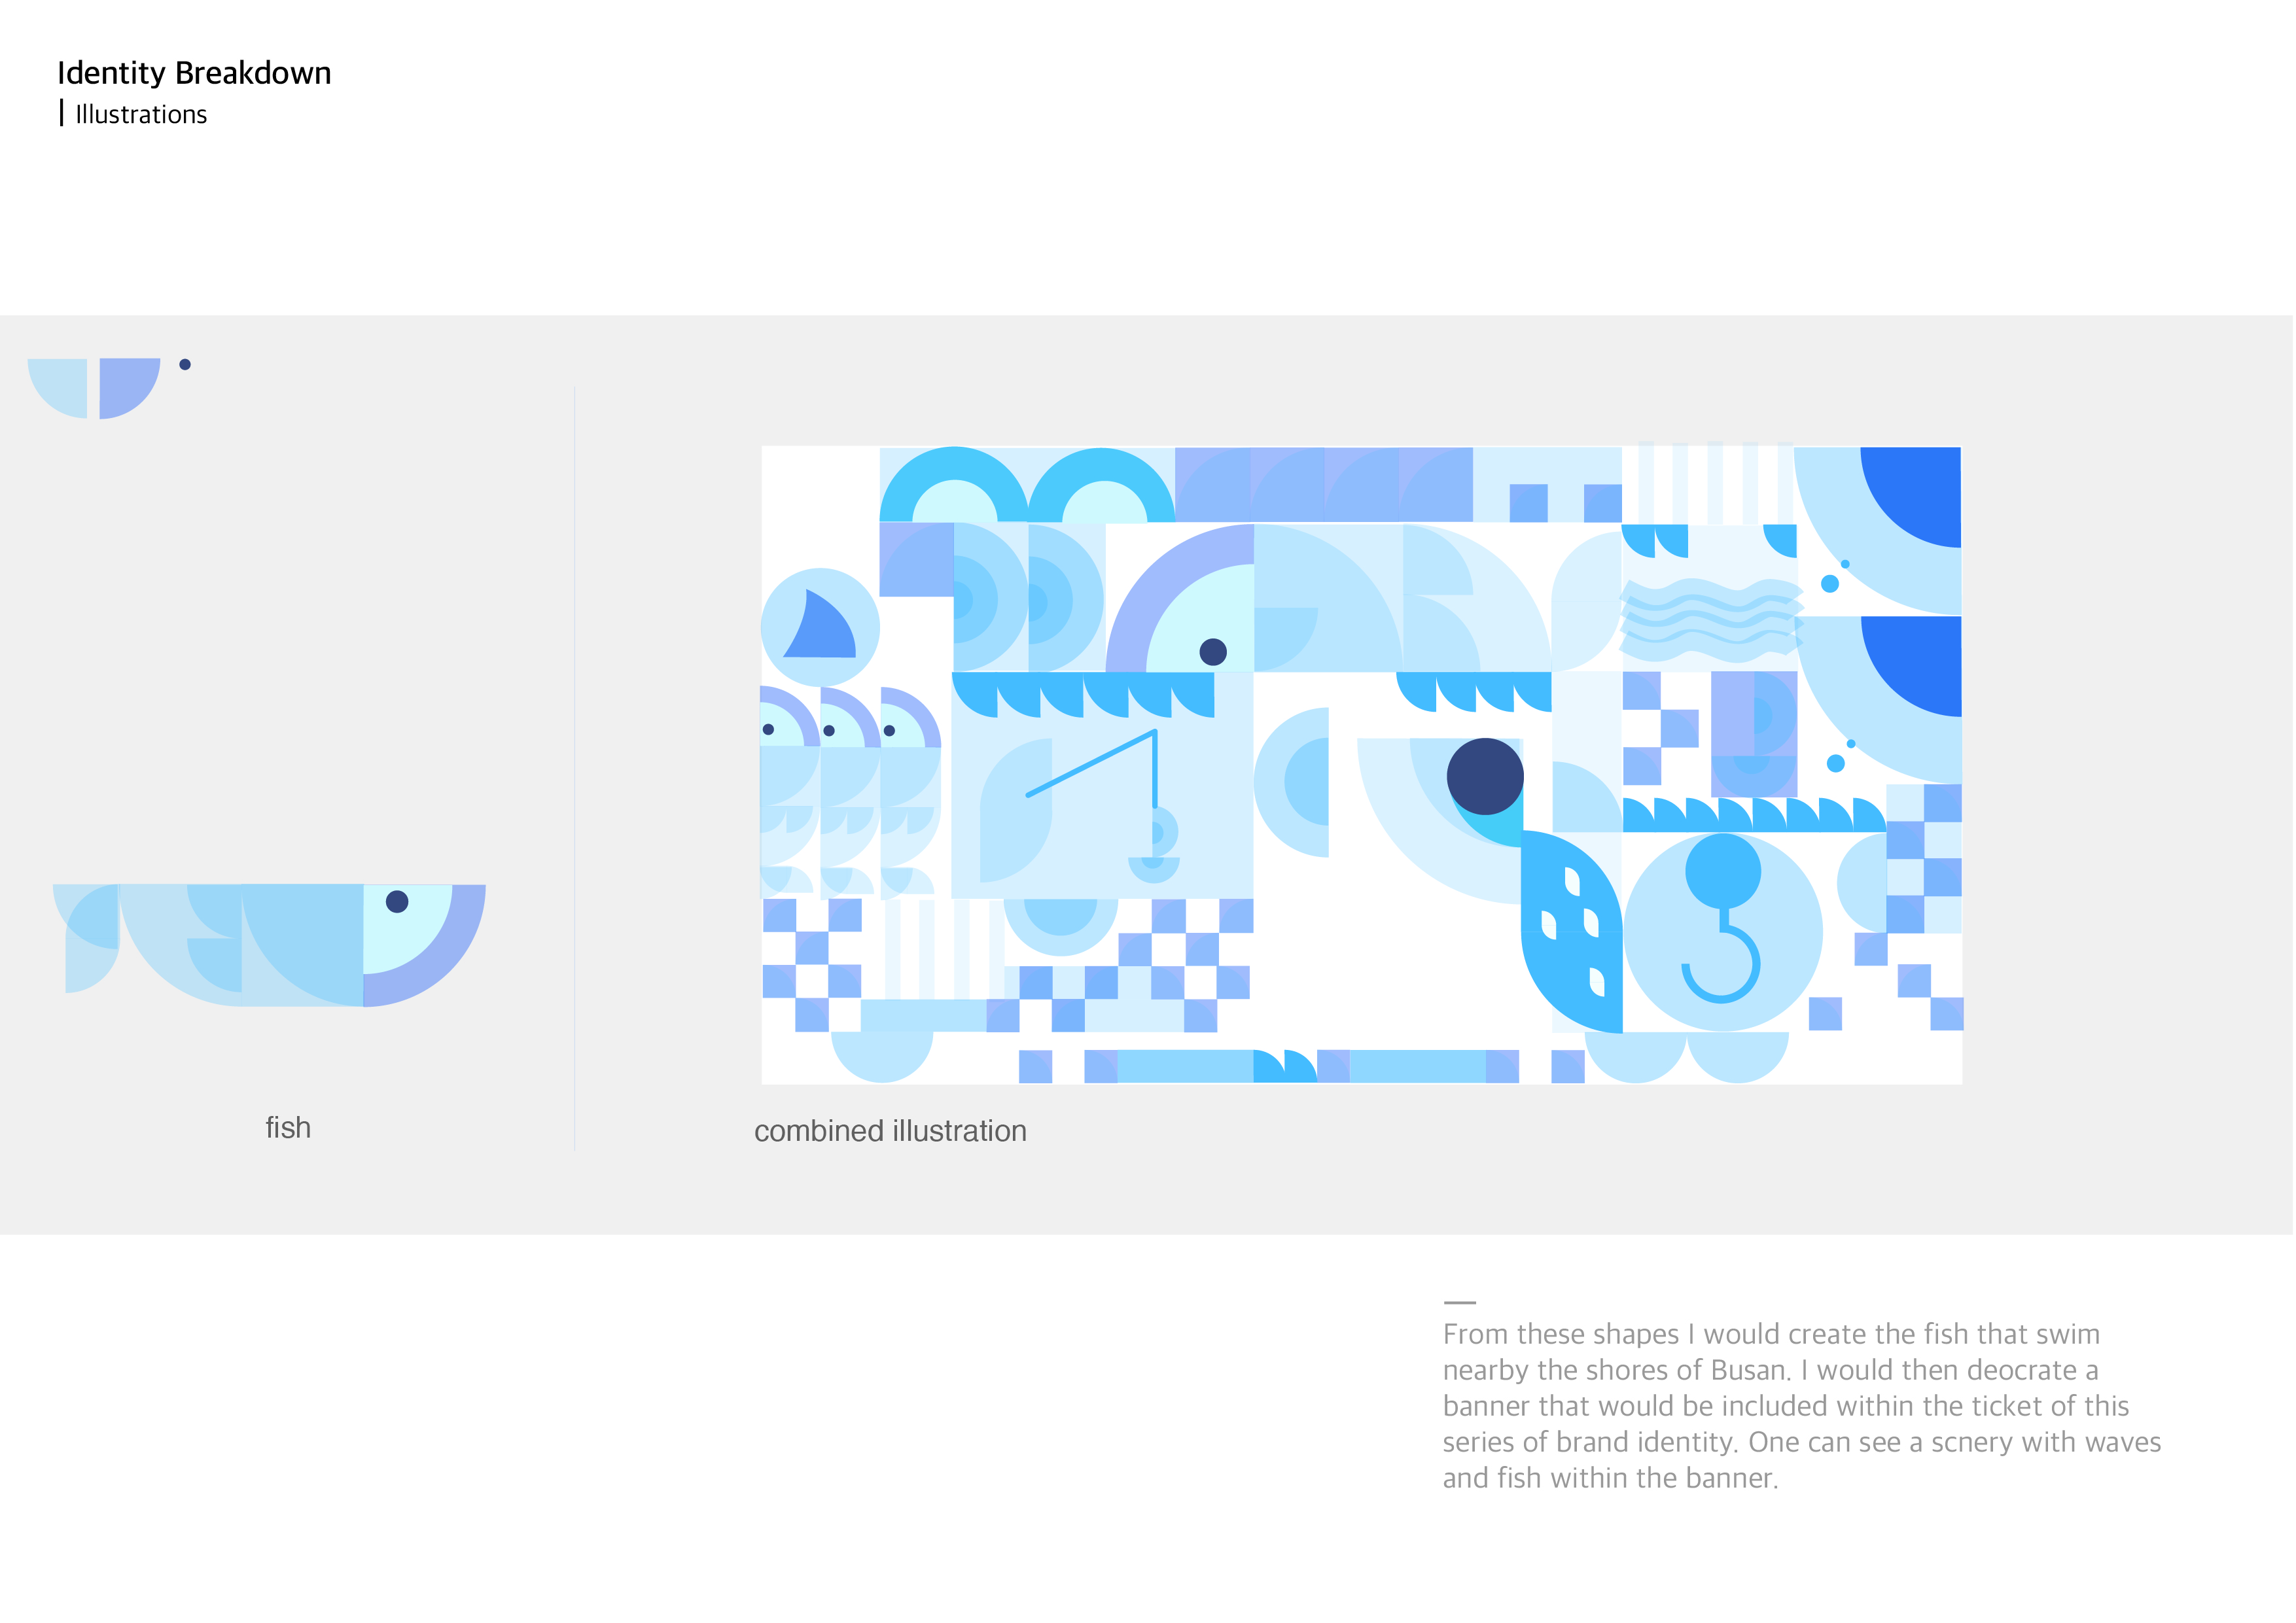 Identity Breakdown
Illustrations
fish
combined illustration
From these shapes I would create the fish that swim
nearby the shores of Busan. I would then deocrate a
banner that would be included within the ticket of this
series of brand identity. One can see a scnery with waves
and fish within the banner.